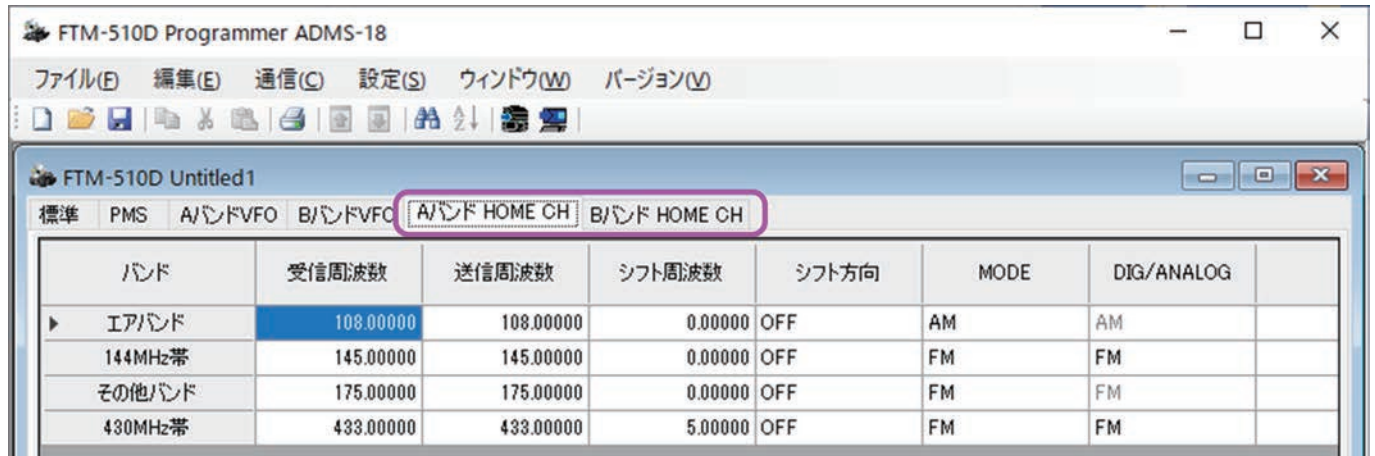 FTM-510D Programmer ADMS-18
ファイル(F) 編集(E) 通信(C) 設定(S) ウィンドウ(W) バージョン(V)
FTM-510D Untitled1
標準 PMS AバンドVFO BバンドVFO Aバンド HOME CH Bバンド HOME CH
バンド 受信周波数 送信周波数 シフト周波数 シフト方向 MODE DIG/ANALOG
エアバンド 108.00000 108.00000 0.00000 OFF AM AM
144MHz帯 145.00000 145.00000 0.00000 OFF FM FM
その他バンド 175.00000 175.00000 0.00000 OFF FM FM
430MHz帯 433.00000 433.00000 5.00000 OFF FM FM